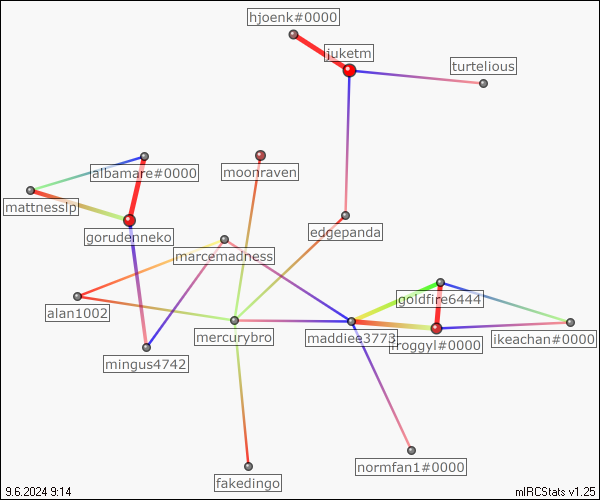 hjoenk#0000
juketm
turtelious
albamare#0000
moonraven
mattnesslp
gorudenneko
edgepanda
marcemadness
alan1002
goldfire6444
mercurybro
maddiee3773
froggyl#0000
ikeachan#0000
mingus4742
normfan1#0000
fakedingo
9.6.2024 9:14
mIRCStats v1.25